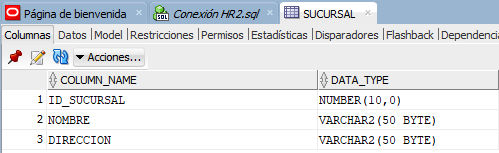 Página de bienvenida Conexión HR2.sql SUCURSAL
Columnas Datos Model Restricciones Permisos Estadísticas Disparadores Flashback Dependencia
Acciones...
COLUMN_NAME DATA_TYPE
1 ID_SUCURSAL NUMBER(10,0)
2 NOMBRE VARCHAR2(50 BYTE)
3 DIRECCION VARCHAR2(50 BYTE)